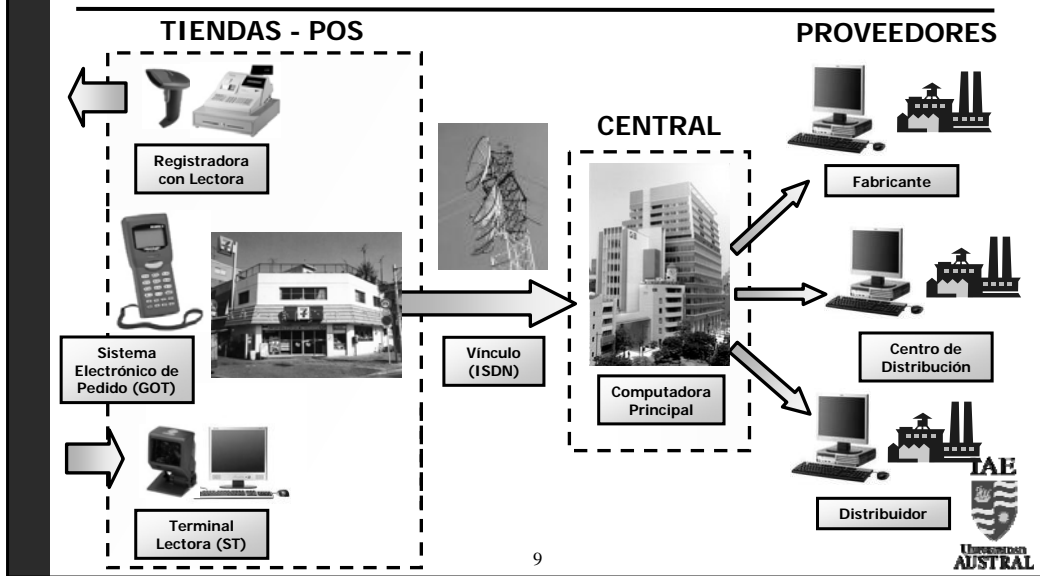 TIENDAS - POS
PROVEEDORES
CENTRAL
Registradora
con Lectora
Fabricante
Sistema
Electrónico de
Pedido (GOT)
Vínculo
(ISDN)
Computadora
Principal
Centro de
Distribución
Terminal
Lectora (ST)
Distribuidor
IAE
Universidad
AUSTRAL
9